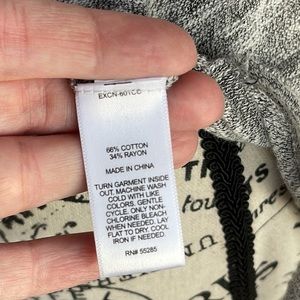 EXCN-601CC
66% COTTON
34% RAYON
MADE IN CHINA
TURN GARMENT INSIDE
OUT. MACHINE WASH
COLD WITH LIKE
COLORS, GENTLE
CYCLE. ONLY NON-
CHLORINE BLEACH
WHEN NEEDED. LAY
FLAT TO DRY. COOL
IRON IF NEEDED.
RN# 55285